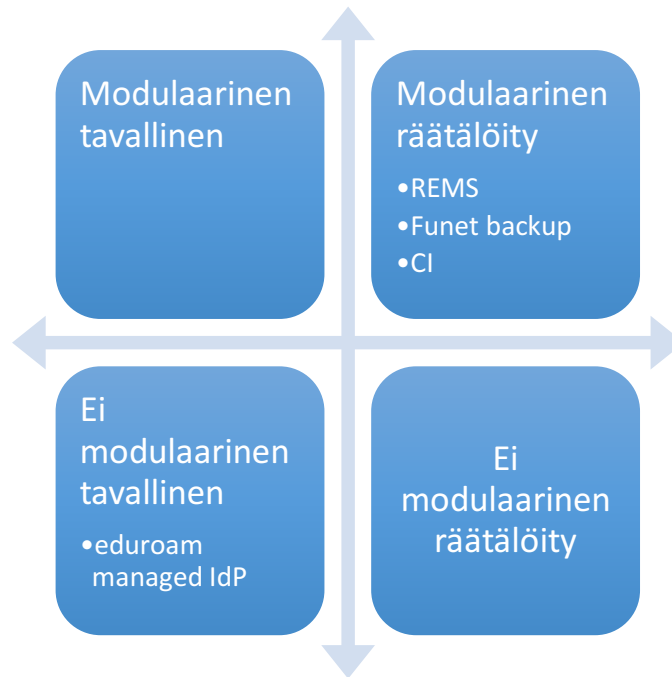 Modulaarinen
tavallinen
Modulaarinen
räätälöity
•REMS
•Funet backup
•CI
Ei
modulaarinen
tavallinen
•eduroam
managed IdP
Ei
modulaarinen
räätälöity